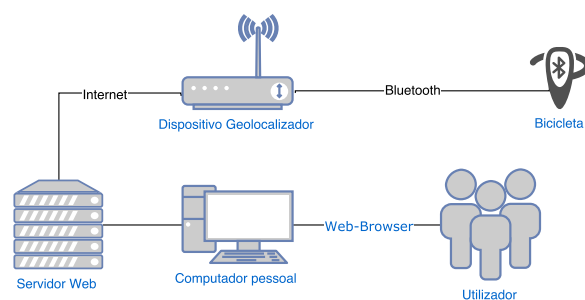 Internet
Bluetooth
Dispositivo Geolocalizador
Bicicleta
Web-Browser
Servidor Web
Computador pessoal
Utilizador